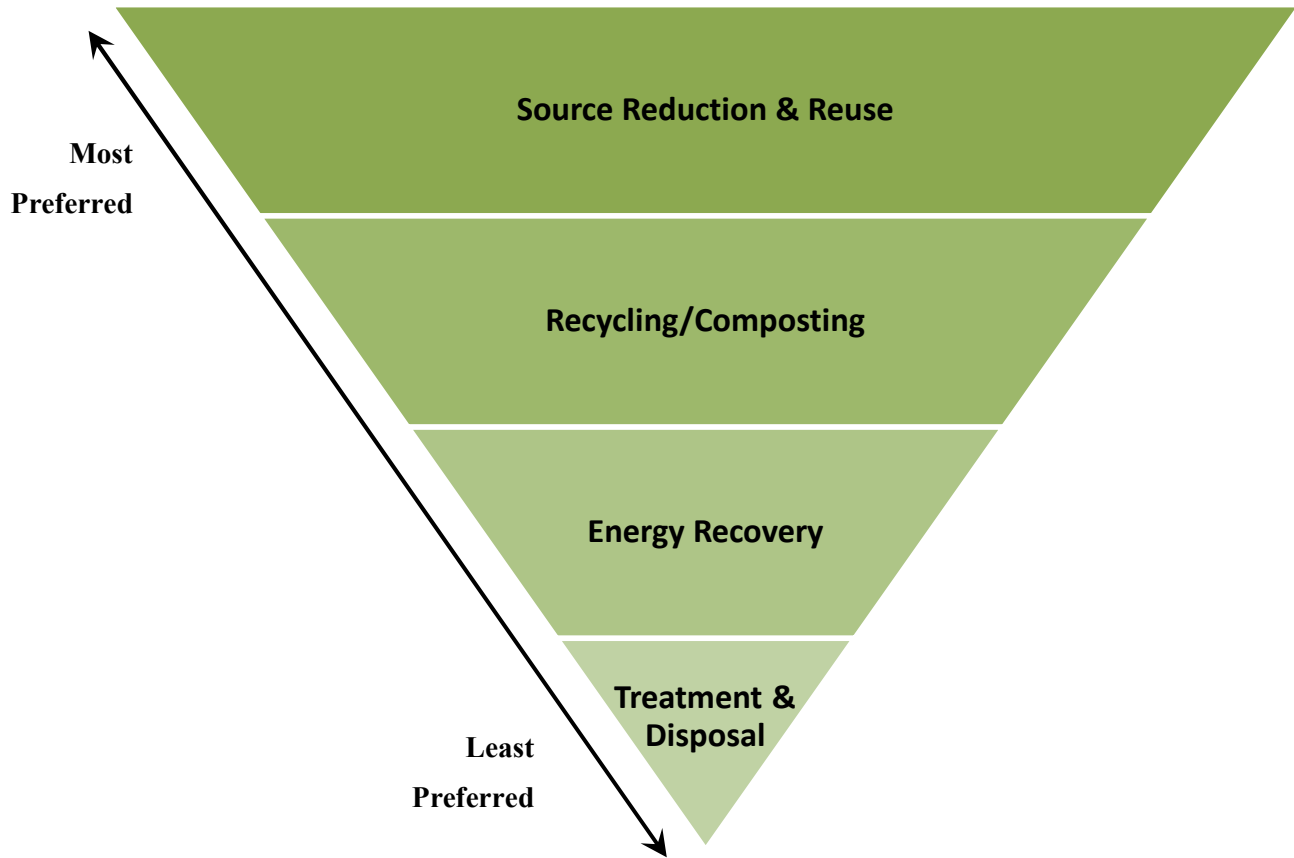 Source Reduction & Reuse
Most
Preferred
Recycling/Composting
Energy Recovery
Treatment &
Disposal
Least
Preferred